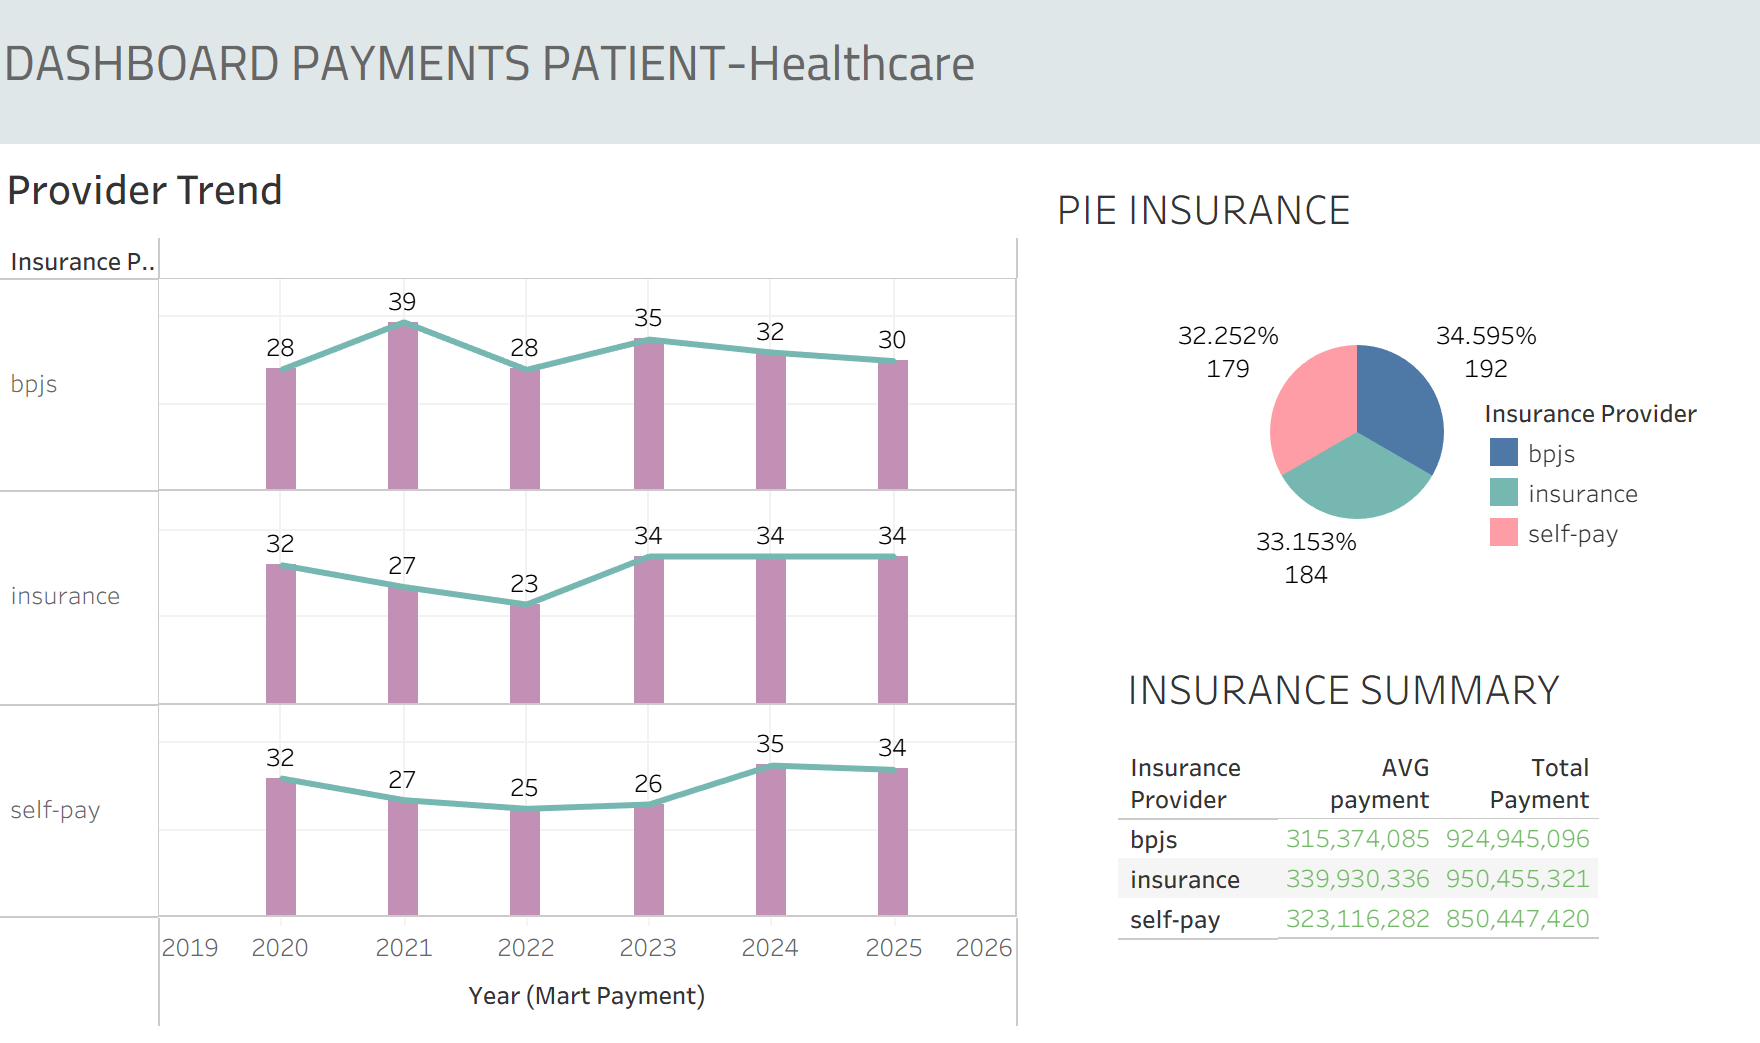 DASHBOARD PAYMENTS PATIENT-Healthcare
Provider Trend
Insurance P..
bpjs
28
39
28
35
32
30
insurance
32
27
23
34
34
34
self-pay
32
27
25
26
35
34
2019 2020 2021 2022 2023 2024 2025 2026
Year (Mart Payment)
PIE INSURANCE
32.252%
179
34.595%
192
33.153%
184
Insurance Provider
bpjs
insurance
self-pay
INSURANCE SUMMARY
Insurance AVG Total
Provider payment Payment
bpjs 315,374,085 924,945,096
insurance 339,930,336 950,455,321
self-pay 323,116,282 850,447,420